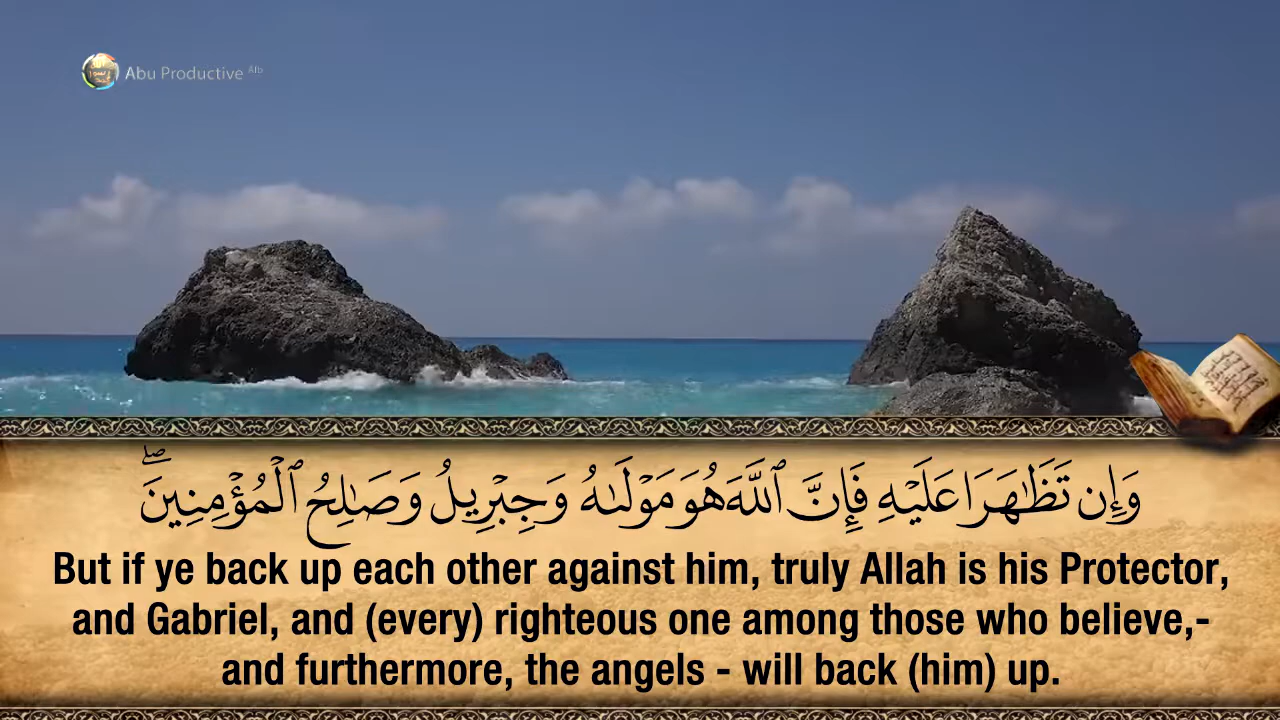 Abu Productive Afb
وَإِن تَظَٰهَرَا عَلَيْهِ فَإِنَّ ٱللَّهَ هُوَ مَوْلَىٰهُ وَجِبْرِيلُ وَصَٰلِحُ ٱلْمُؤْمِنِينَ ۖ
But if ye back up each other against him, truly Allah is his Protector,
and Gabriel, and (every) righteous one among those who believe,-
and furthermore, the angels - will back (him) up.